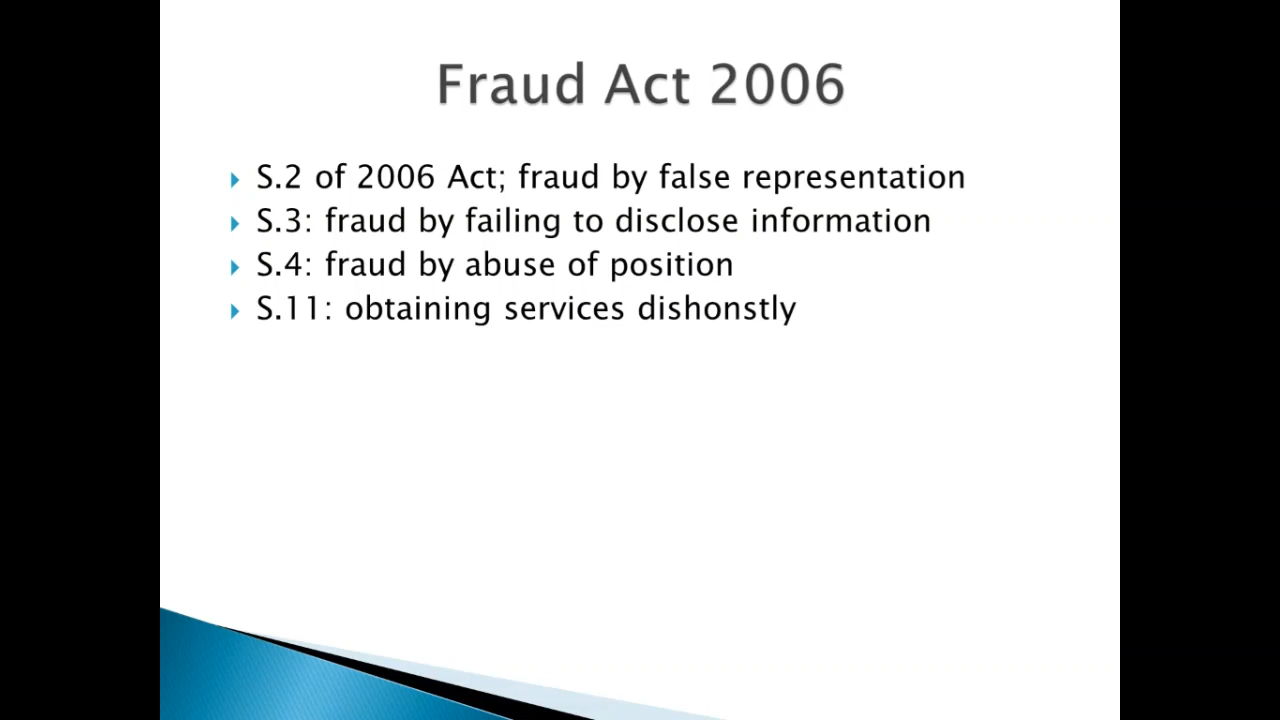 Fraud Act 2006
S.2 of 2006 Act; fraud by false representation
S.3: fraud by failing to disclose information
S.4: fraud by abuse of position
S.11: obtaining services dishonstly